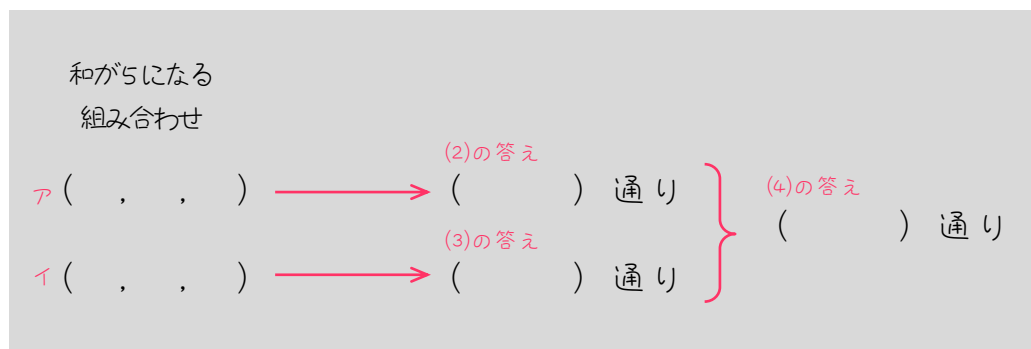 和が5になる
組み合わせ
(2)の答え
ア( , , ) ( )通り
(4)の答え
( )通り
(3)の答え
イ( , , ) ( )通り